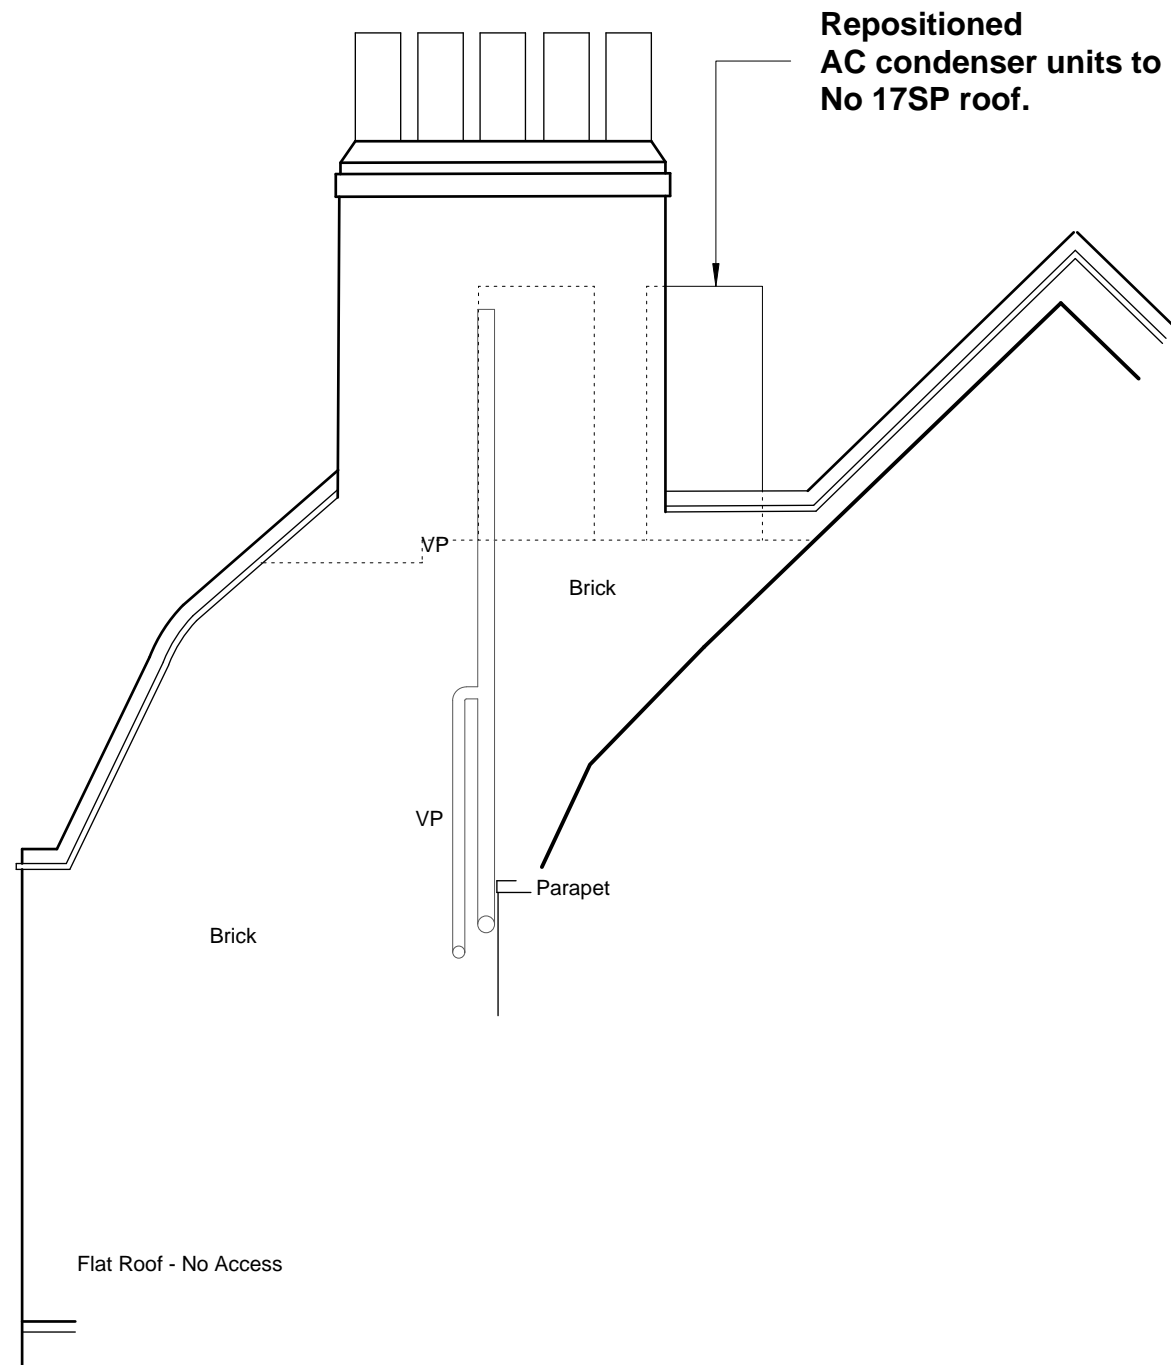 Repositioned
AC condenser units to
No 17SP roof.
VP
Brick
VP
Parapet
Brick
Flat Roof - No Access